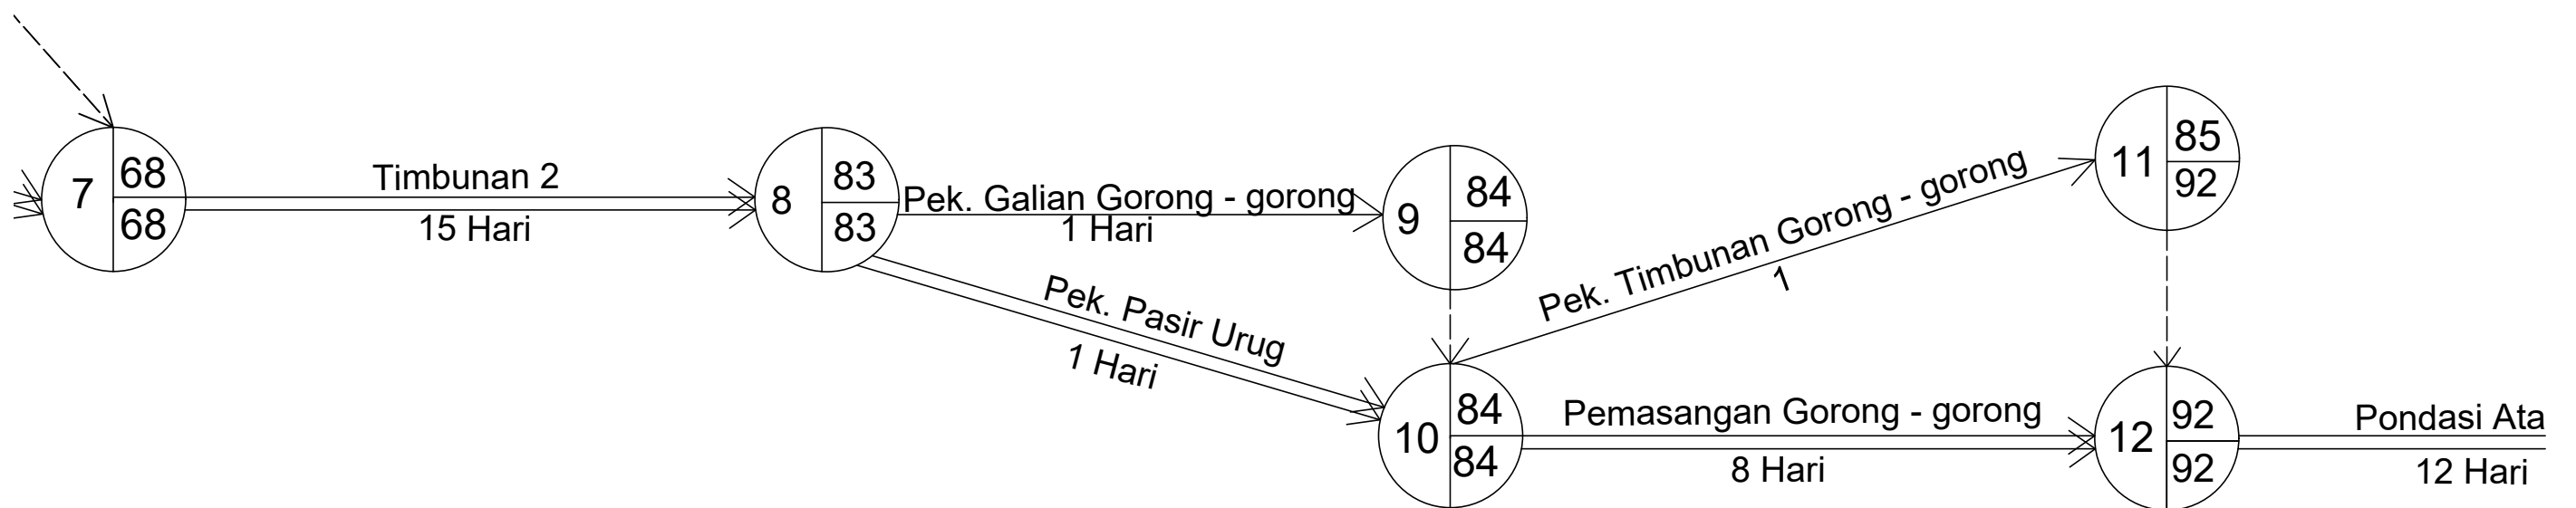 7
68
68
Timbunan 2
15 Hari
8
83
83
Pek. Galian Gorong - gorong
1 Hari
Pek. Pasir Urug
1 Hari
9
84
84
10
84
84
Pek. Timbunan Gorong - gorong
1
Pemasangan Gorong - gorong
8 Hari
11
85
92
12
92
92
Pondasi Ata
12 Hari